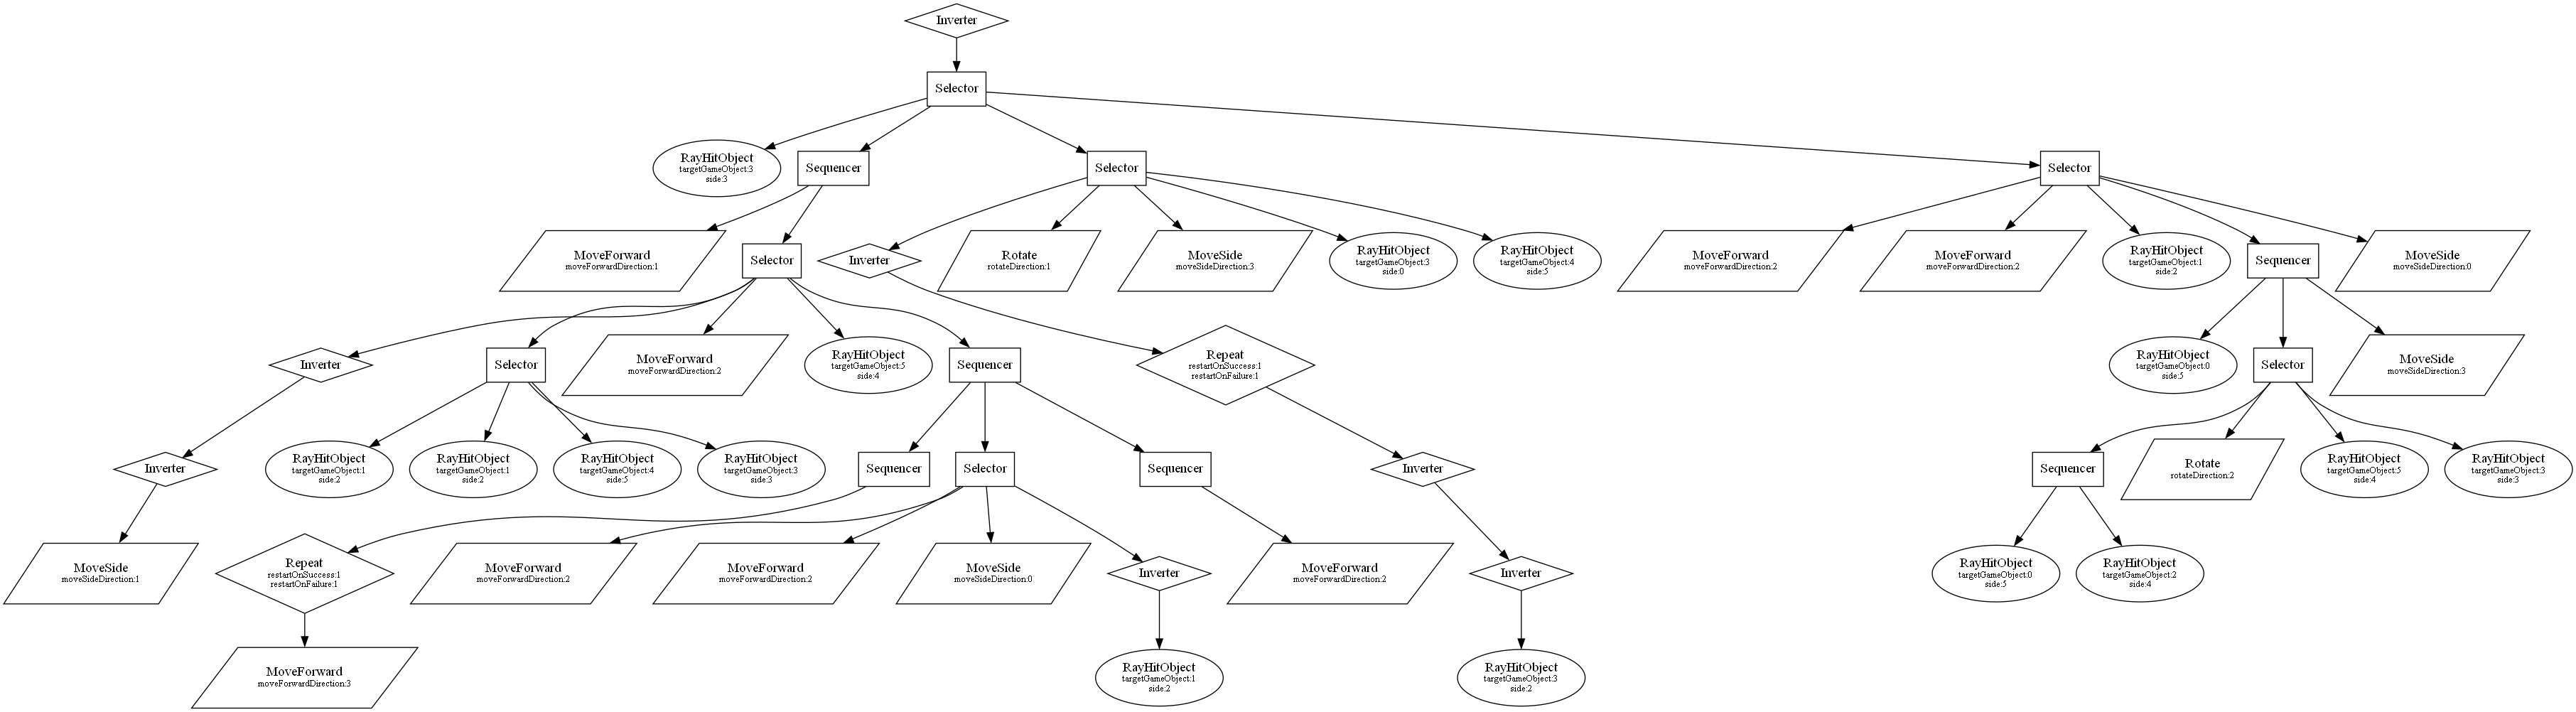 Inverter
Selector
RayHitObject
targetGameObject:3
side:3
Sequencer
Selector
Selector
MoveForward
moveForwardDirection:1
Selector
Inverter
Rotate
rotateDirection:1
MoveSide
moveSideDirection:3
RayHitObject
targetGameObject:3
side:0
RayHitObject
targetGameObject:4
side:5
MoveForward
moveForwardDirection:2
MoveForward
moveForwardDirection:2
RayHitObject
targetGameObject:1
side:2
Sequencer
MoveSide
moveSideDirection:0
Inverter
Selector
MoveForward
moveForwardDirection:2
RayHitObject
targetGameObject:5
side:4
Sequencer
Repeat
restartOnSuccess:1
restartOnFailure:1
RayHitObject
targetGameObject:0
side:5
Selector
MoveSide
moveSideDirection:3
Inverter
RayHitObject
targetGameObject:1
side:2
RayHitObject
targetGameObject:1
side:2
RayHitObject
targetGameObject:4
side:5
RayHitObject
targetGameObject:3
side:3
Sequencer
Selector
Sequencer
Inverter
Sequencer
Rotate
rotateDirection:2
RayHitObject
targetGameObject:5
side:4
RayHitObject
targetGameObject:3
side:3
MoveSide
moveSideDirection:1
Repeat
restartOnSuccess:1
restartOnFailure:1
MoveForward
moveForwardDirection:2
MoveForward
moveForwardDirection:2
MoveSide
moveSideDirection:0
Inverter
MoveForward
moveForwardDirection:2
Inverter
RayHitObject
targetGameObject:0
side:5
RayHitObject
targetGameObject:2
side:4
MoveForward
moveForwardDirection:3
RayHitObject
targetGameObject:1
side:2
RayHitObject
targetGameObject:3
side:2